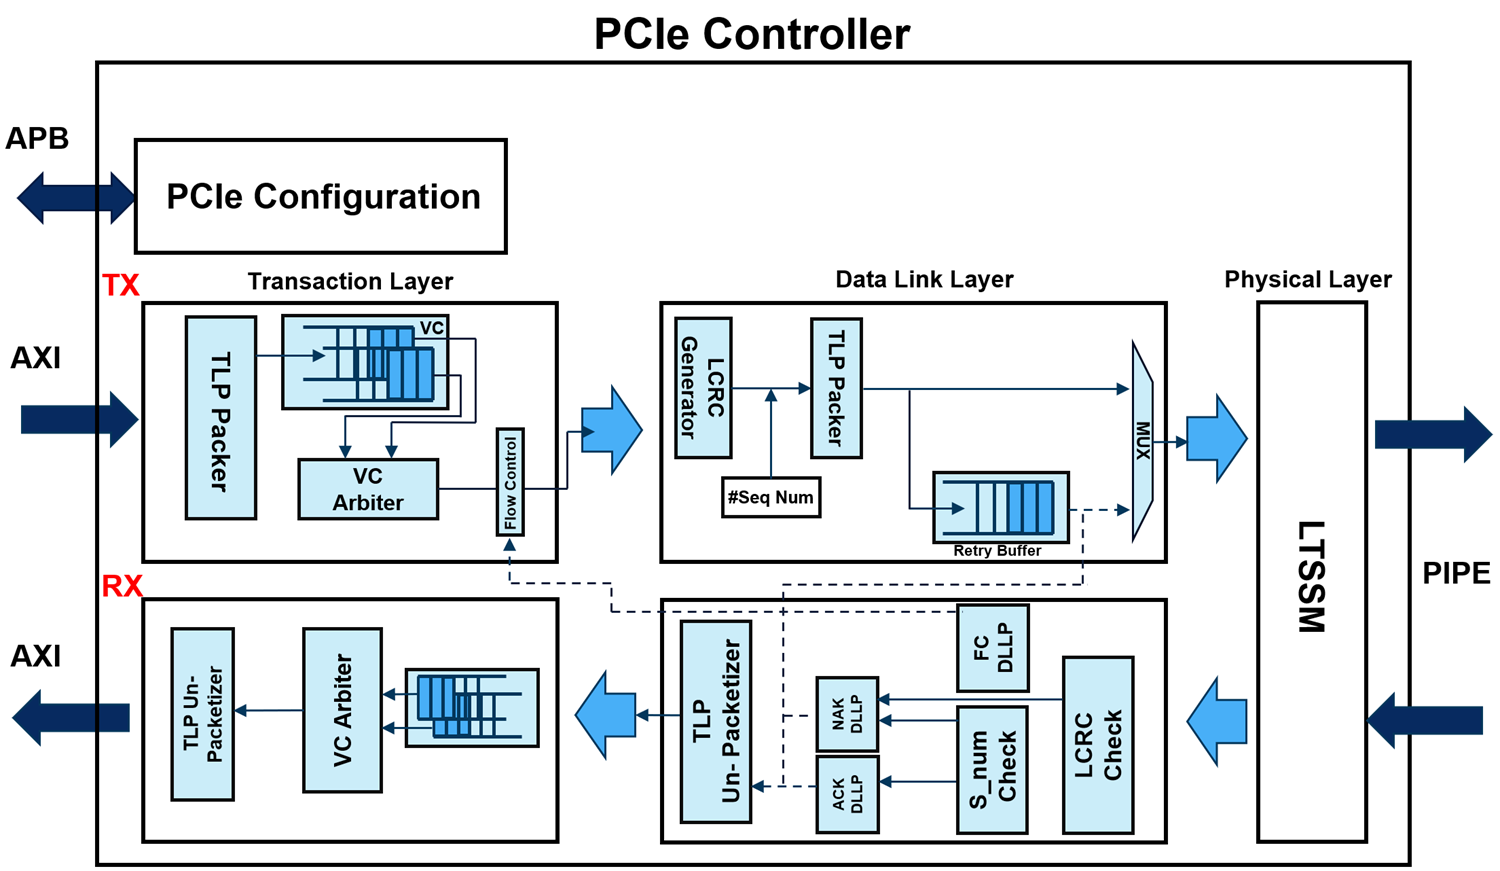 PCIe Controller
APB
PCIe Configuration
TX
Transaction Layer
Data Link Layer
Physical Layer
AXI
TLP Packer
VC
VC
Arbiter
Flow Control
LCRC
Generator
#Seq Num
TLP Packer
Retry Buffer
MUX
LTSSM
PIPE
RX
AXI
TLP Un-
Packetizer
VC Arbiter
TLP
Un- Packetizer
NAK
DLLP
ACK
DLLP
FC
DLLP
S_num
Check
LCRC
Check